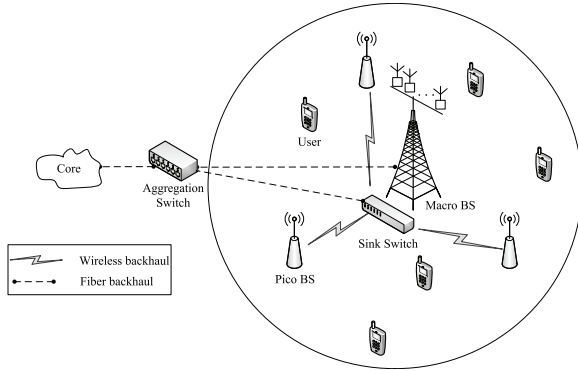 User
Core
Aggregation
Switch
Macro BS
Sink Switch
Pico BS
Wireless backhaul
Fiber backhaul